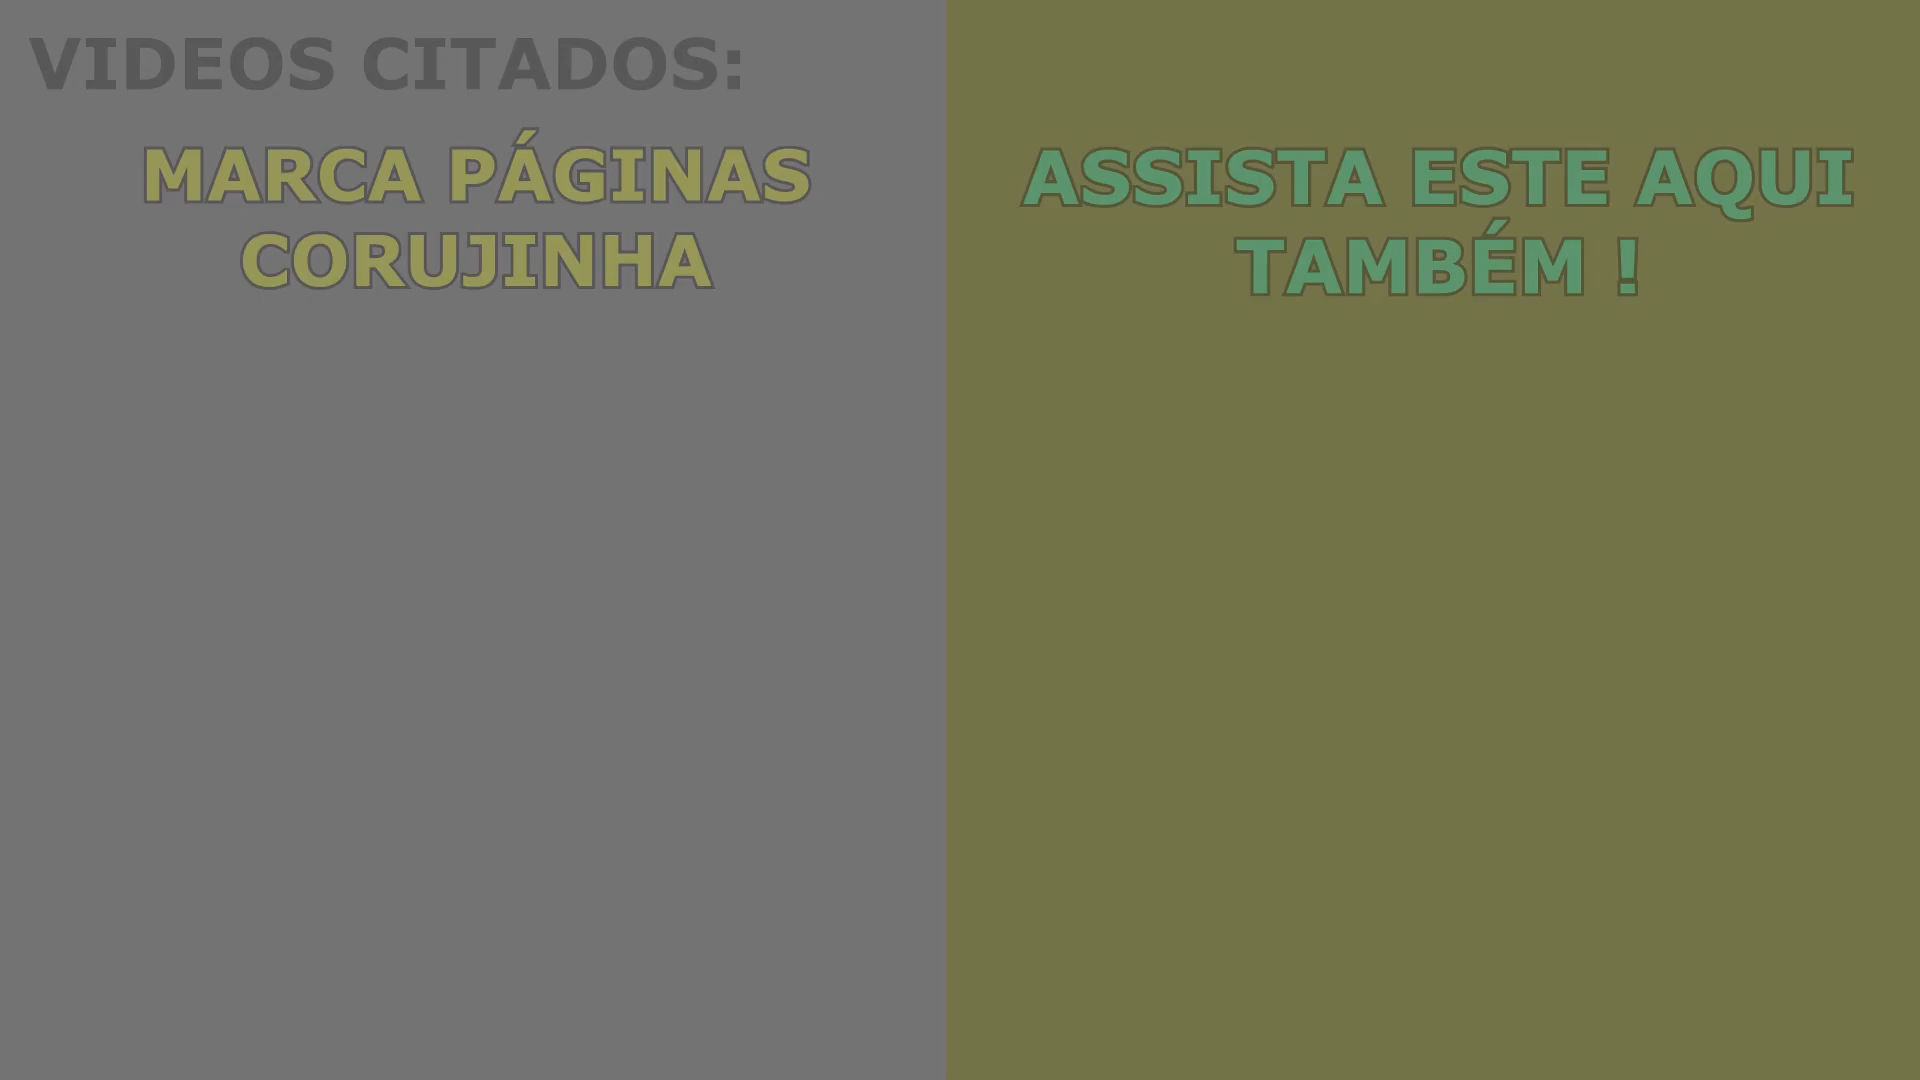 VIDEOS CITADOS:
MARCA PÁGINAS
CORUJINHA
ASSISTA ESTE AQUI
TAMBÉM !